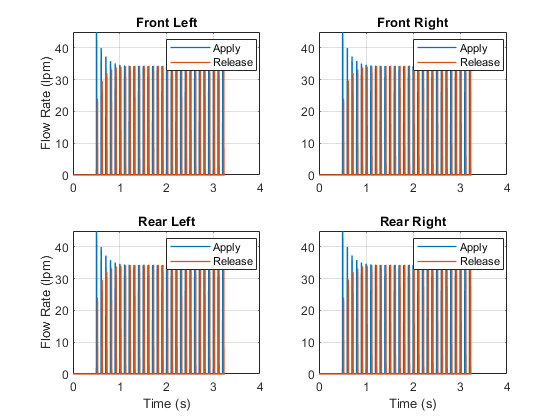 Front Left
Flow Rate (lpm)
40
30
20
10
0
0 1 2 3 4
Apply
Release
Front Right
40
30
20
10
0
0 1 2 3 4
Apply
Release
Rear Left
Flow Rate (lpm)
40
30
20
10
0
0 1 2 3 4
Time (s)
Apply
Release
Rear Right
40
30
20
10
0
0 1 2 3 4
Time (s)
Apply
Release